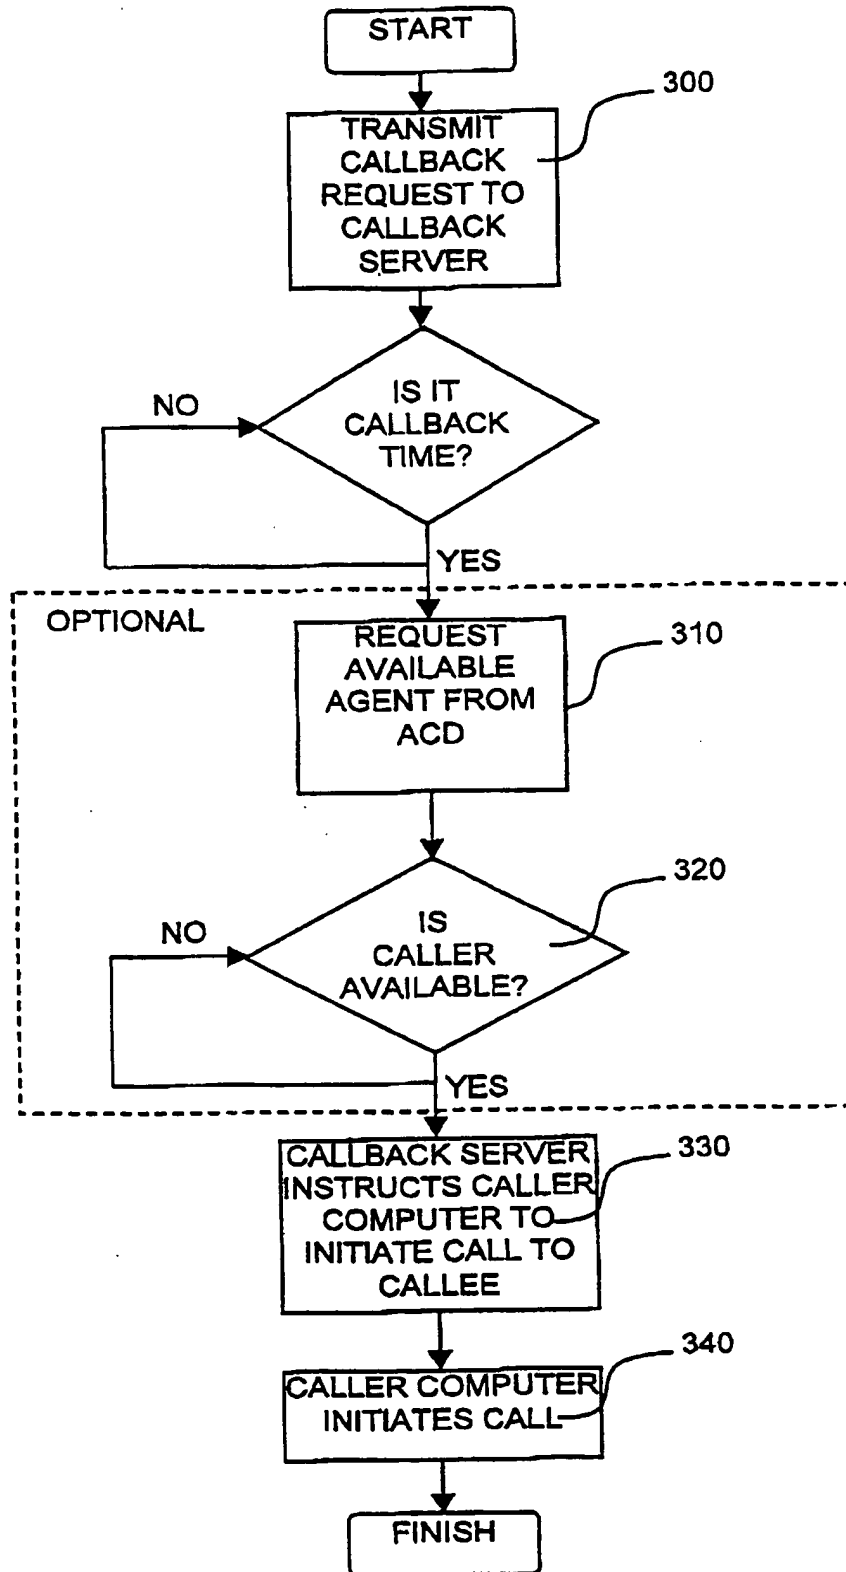 START
300
TRANSMIT
CALLBACK
REQUEST TO
CALLBACK
SERVER
IS IT
CALLBACK
TIME?
NO
YES
OPTIONAL
REQUEST
AVAILABLE
AGENT FROM
ACD
310
320
IS
CALLER
AVAILABLE?
NO
YES
CALLBACK SERVER
INSTRUCTS CALLER
COMPUTER TO
INITIATE CALL TO
CALLEE
330
340
CALLER COMPUTER
INITIATES CALL
FINISH